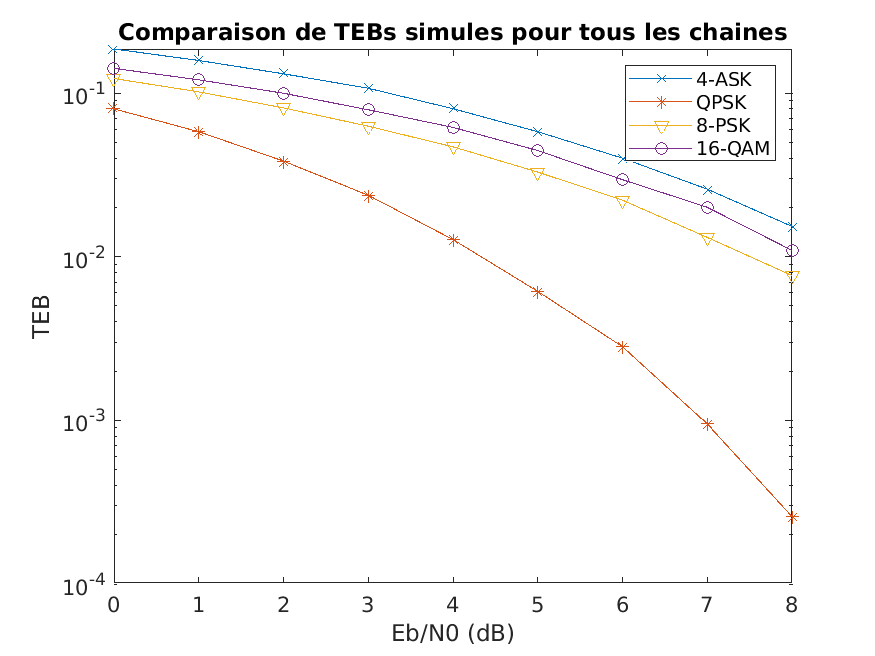 Comparaison de TEBs simules pour tous les chaines
4-ASK
QPSK
8-PSK
16-QAM
10^-1
10^-2
10^-3
10^-4
TEB
0 1 2 3 4 5 6 7 8
Eb/N0 (dB)